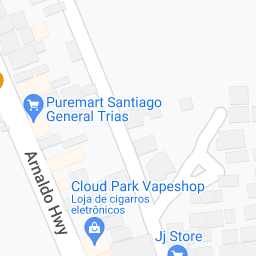 Puremart Santiago
General Trias
Arnaldo Hwy
Cloud Park Vapeshop
Loja de cigarros
eletrônicos
Jj Store